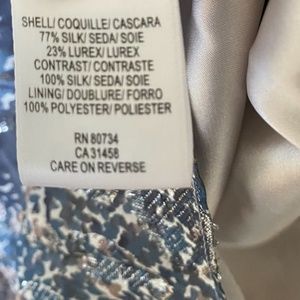 SHELL/ COQUILLE/ CASCARA
77% SILK/ SEDA/ SOIE
23% LUREX/ LUREX
CONTRAST/ CONTRASTE
100% SILK/ SEDA/ SOIE
LINING/ DOUBLURE/ FORRO
100% POLYESTER/ POLIESTER
RN 80734
CA 31458
CARE ON REVERSE